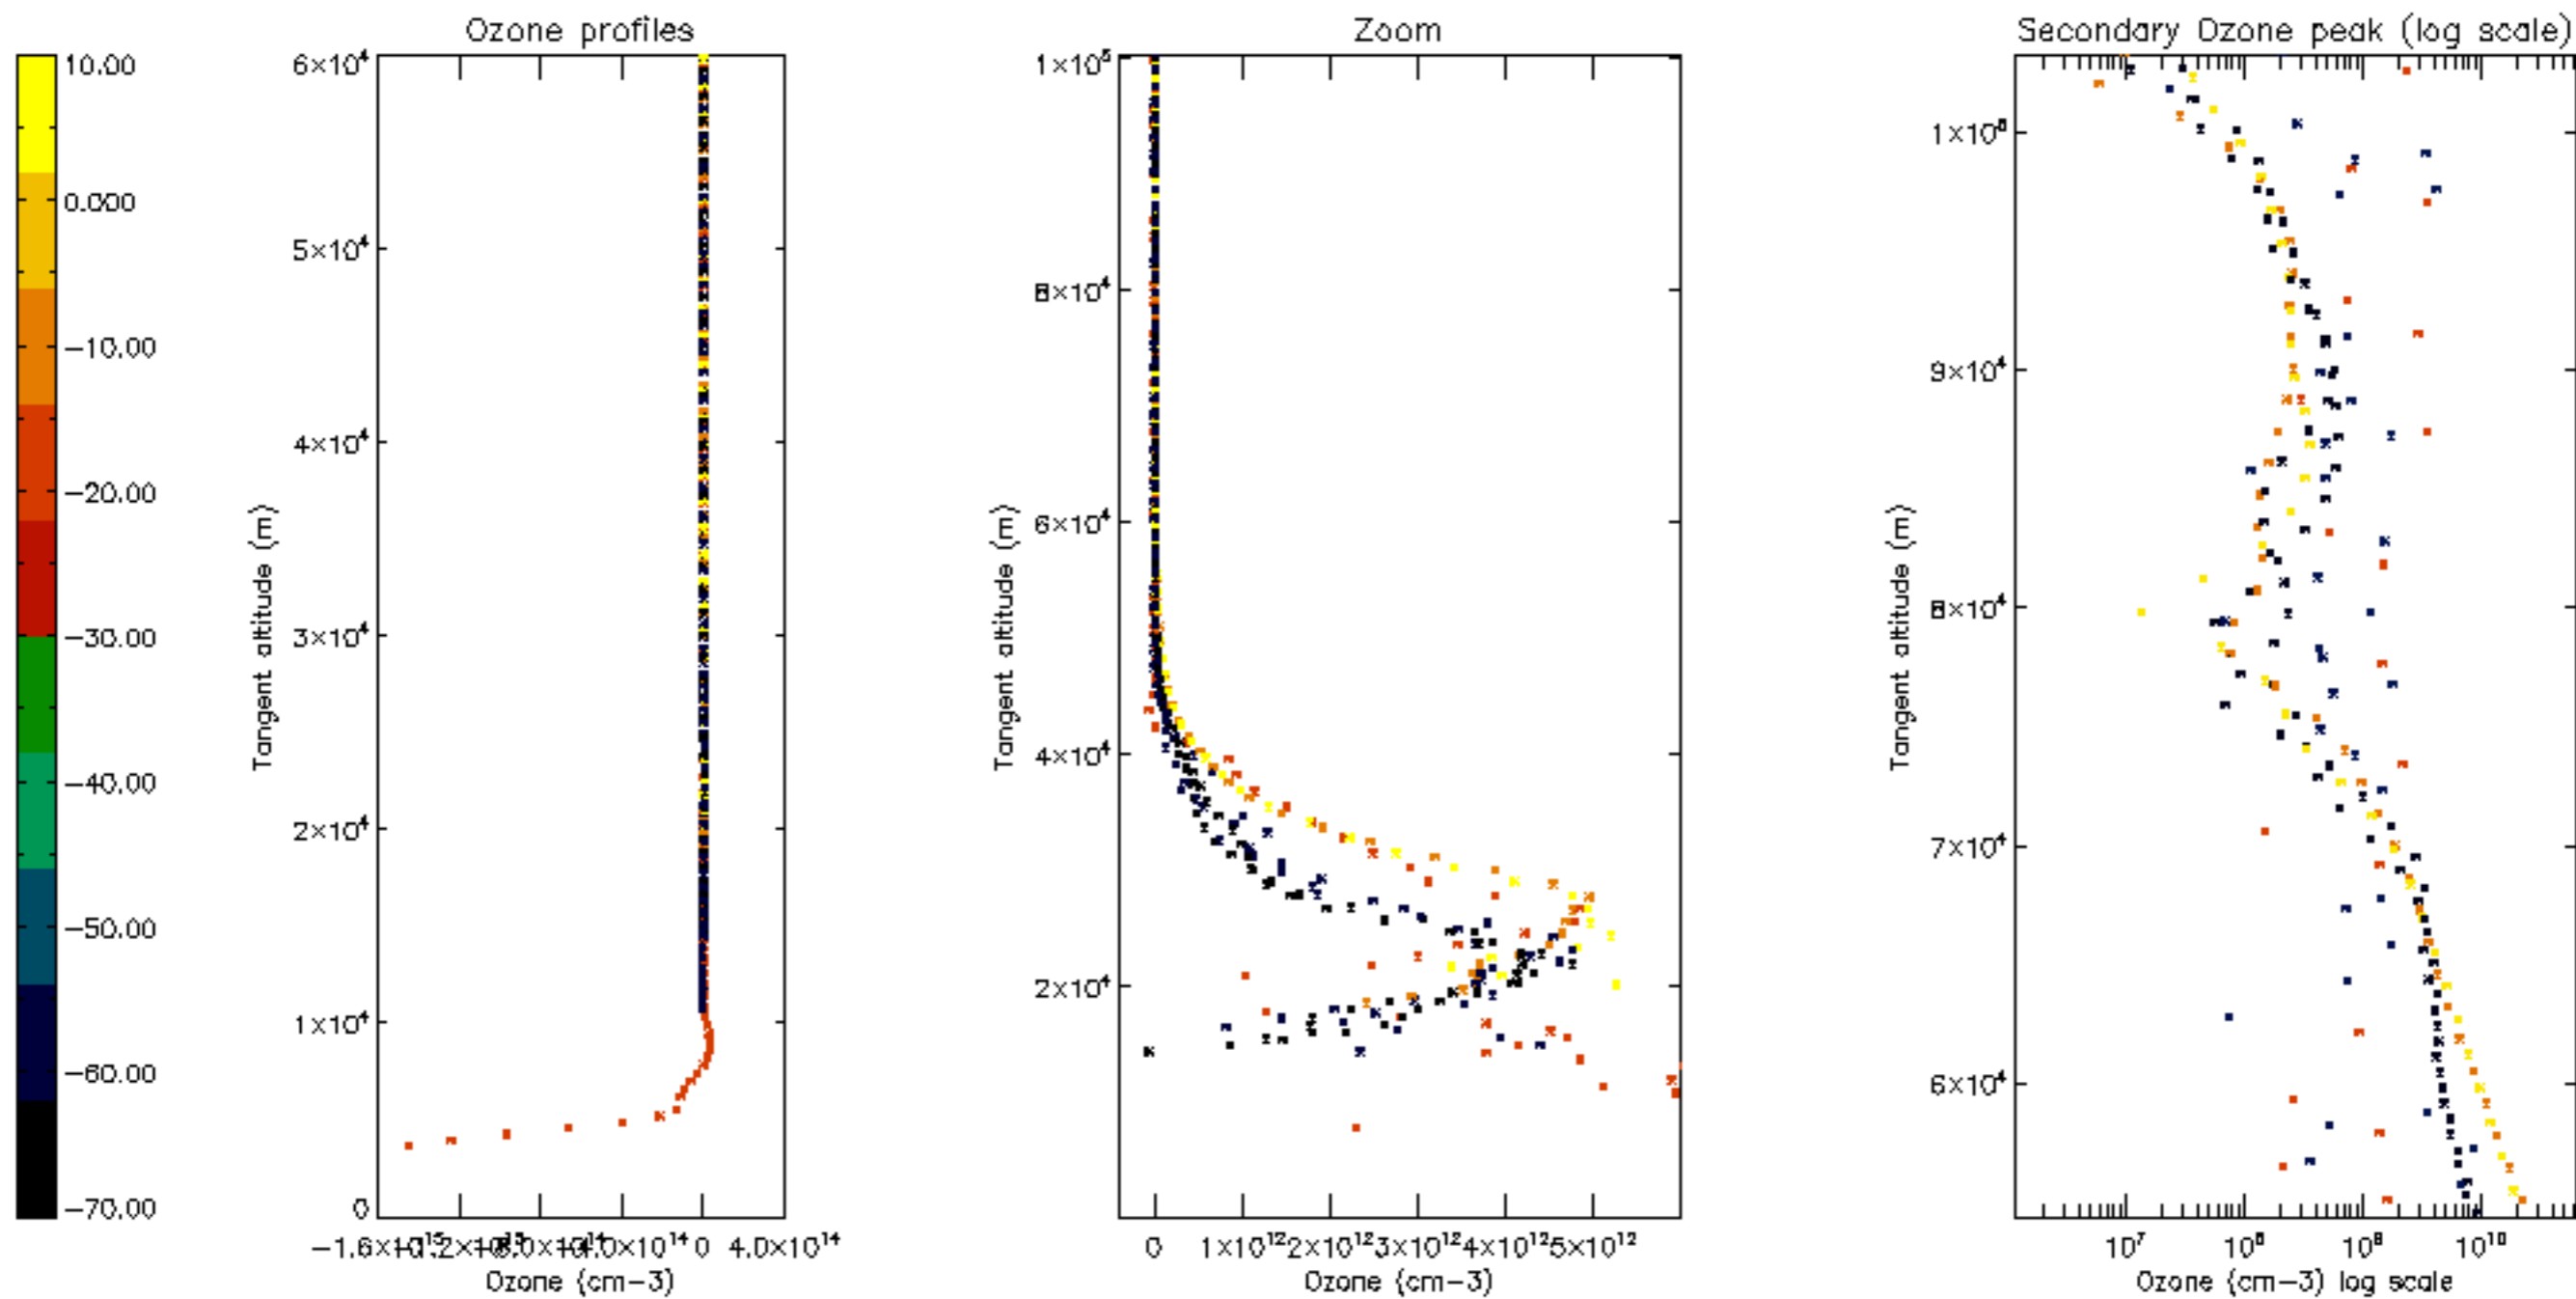 Ozone profiles
10.00
0.000
−10.00
−20.00
−30.00
−40.00
−50.00
−60.00
−70.00
6×10⁴
5×10⁴
4×10⁴
3×10⁴
2×10⁴
1×10⁴
0
Tangent altitude (m)
0 4.0×10¹⁴
Ozone (cm−3)
Zoom
1×10⁵
8×10⁴
6×10⁴
4×10⁴
2×10⁴
Tangent altitude (m)
0 1×10¹² 2×10¹² 3×10¹² 4×10¹² 5×10¹²
Ozone (cm−3)
Secondary Ozone peak (log scale)
9×10⁴
8×10⁴
7×10⁴
6×10⁴
Tangent altitude (m)
10⁷ 10⁸ 10⁹ 10¹⁰
Ozone (cm−3) log scale